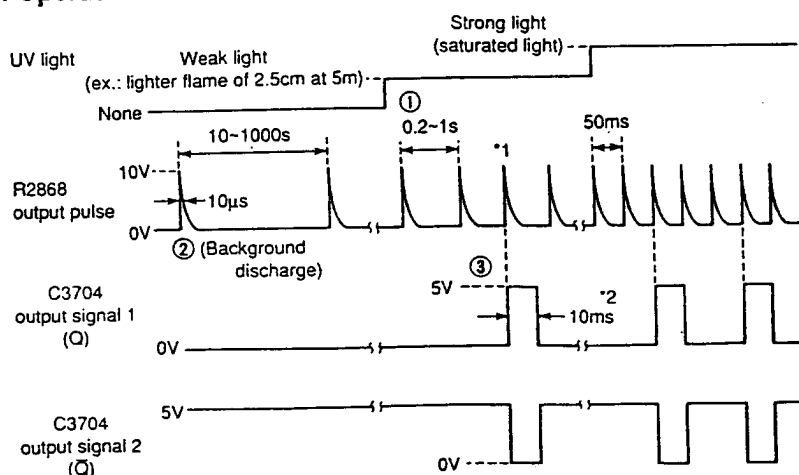 Strong light
(saturated light)
UV light
Weak light
(ex.: lighter flame of 2.5cm at 5m)
None
①
10~1000s
0.2~1s
*1
50ms
10V
R2868
output pulse
10µs
0V
② (Background
discharge)
③
C3704
output signal 1
(Q)
5V
*2
10ms
0V
5V
C3704
output signal 2
(Q̄)
0V